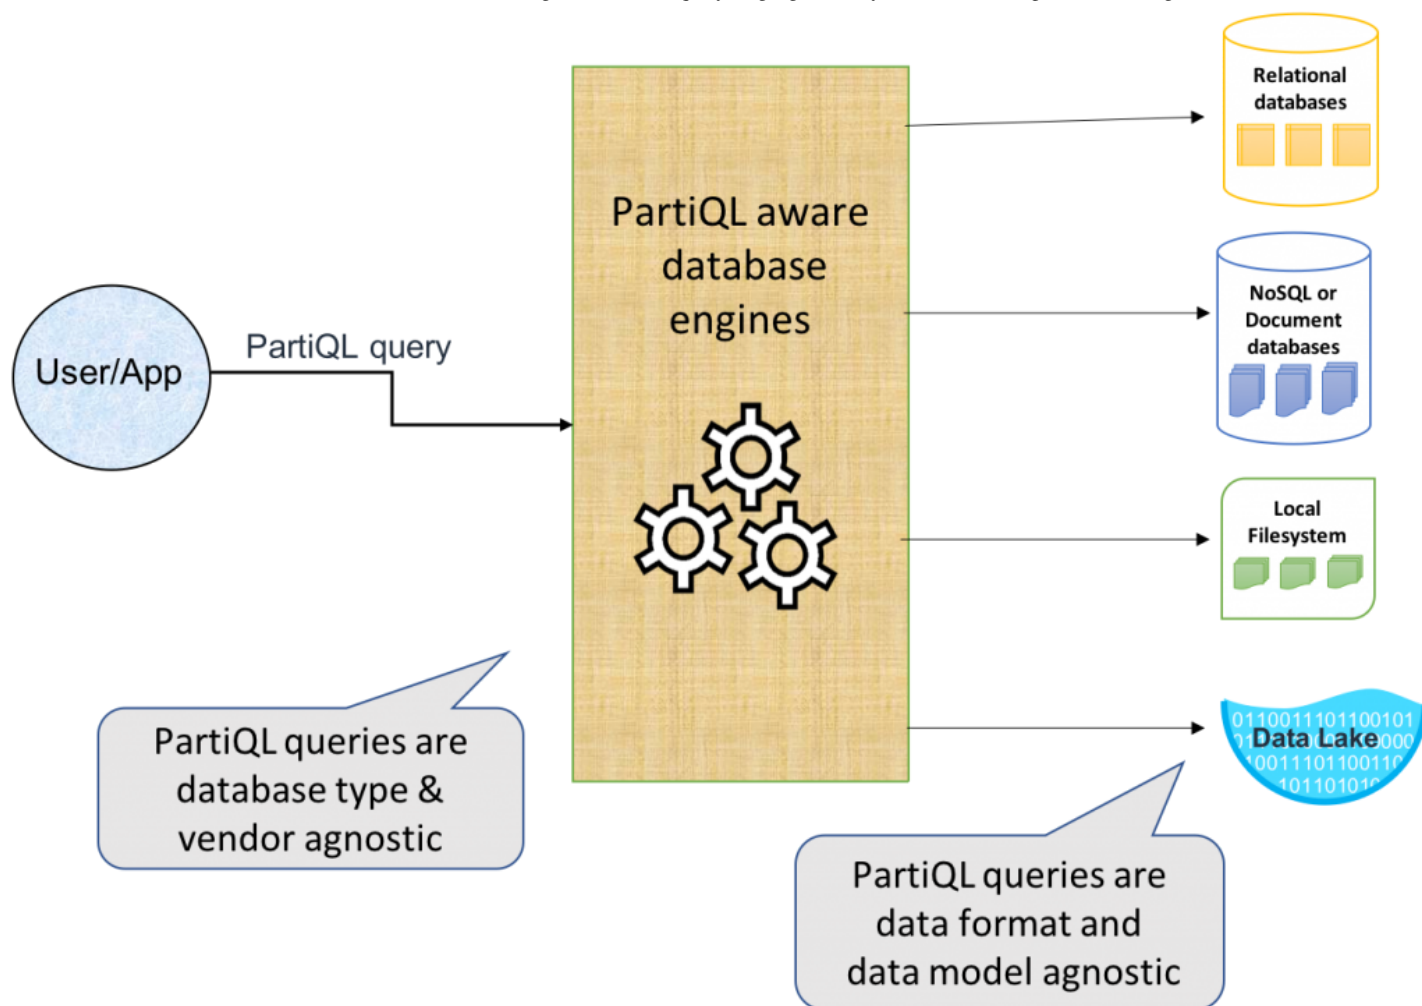 User/App
PartiQL query
PartiQL aware
database
engines
Relational
databases
NoSQL or
Document
databases
Local
Filesystem
Data Lake
PartiQL queries are
database type &
vendor agnostic
PartiQL queries are
data format and
data model agnostic